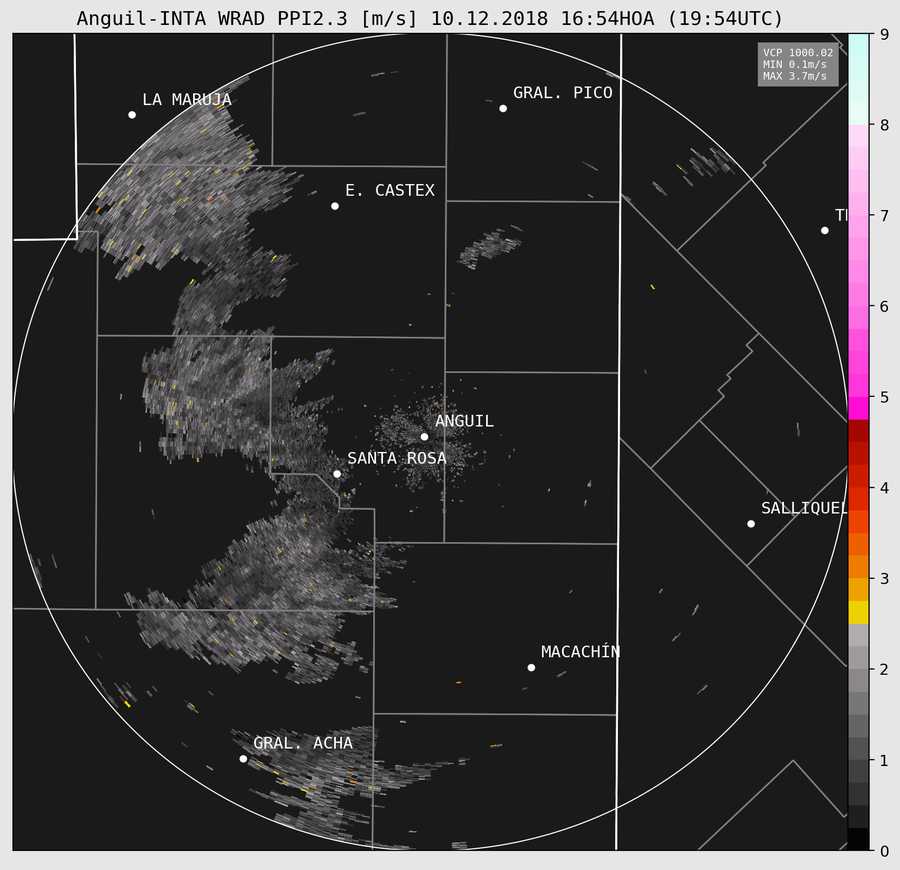 Anguil-INTA WRAD PPI2.3 [m/s] 10.12.2018 16:54HOA (19:54UTC)
VCP 1000.02
MIN 0.1m/s
MAX 3.7m/s
LA MARUJA
GRAL. PICO
E. CASTEX
ANGUIL
SANTA ROSA
SALLIQUEL
MACACHÍN
GRAL. ACHA
9
8
7
6
5
4
3
2
1
0